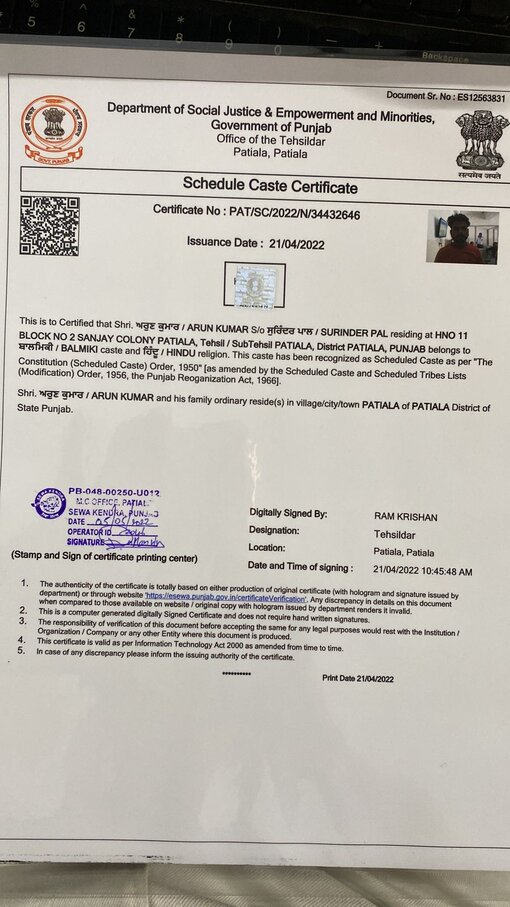 Document Sr. No : ES12563831
Department of Social Justice & Empowerment and Minorities,
Government of Punjab
Office of the Tehsildar
Patiala, Patiala
सत्यमेव जयते
GOVT. PUNJAB
Schedule Caste Certificate
Certificate No : PAT/SC/2022/N/34432646
Issuance Date : 21/04/2022
This is to Certified that Shri. ਅਰੁਣ ਕੁਮਾਰ / ARUN KUMAR S/o ਸੁਰਿੰਦਰ ਪਾਲ / SURINDER PAL residing at HNO 11
BLOCK NO 2 SANJAY COLONY PATIALA, Tehsil / SubTehsil PATIALA, District PATIALA, PUNJAB belongs to
ਬਾਲਮਿਕੀ / BALMIKI caste and ਹਿੰਦੂ / HINDU religion. This caste has been recognized as Scheduled Caste as per "The
Constitution (Scheduled Caste) Order, 1950" [as amended by the Scheduled Caste and Scheduled Tribes Lists
(Modification) Order, 1956, the Punjab Reoganization Act, 1966].
Shri. ਅਰੁਣ ਕੁਮਾਰ / ARUN KUMAR and his family ordinary reside(s) in village/city/town PATIALA of PATIALA District of
State Punjab.
PB-048-00250-U012
M.C OFFICE, PATIAL
SEWA KENDRA, PUNJAB
DATE 05/05/2022
OPERATOR ID
SIGNATURE
(Stamp and Sign of certificate printing center)
Digitally Signed By: RAM KRISHAN
Designation: Tehsildar
Location: Patiala, Patiala
Date and Time of signing : 21/04/2022 10:45:48 AM
1. The authenticity of the certificate is totally based on either production of original certificate (with hologram and signature issued by
department) or through website 'https://esewa.punjab.gov.in/certificateVerification'. Any discrepancy in details on this document
when compared to those available on website / original copy with hologram issued by department renders it invalid.
2. This is a computer generated digitally Signed Certificate and does not require hand written signatures.
3. The responsibility of verification of this document before accepting the same for any legal purposes would rest with the Institution /
Organization / Company or any other Entity where this document is produced.
4. This certificate is valid as per Information Technology Act 2000 as amended from time to time.
5. In case of any discrepancy please inform the issuing authority of the certificate.
**********
Print Date 21/04/2022
Backspace